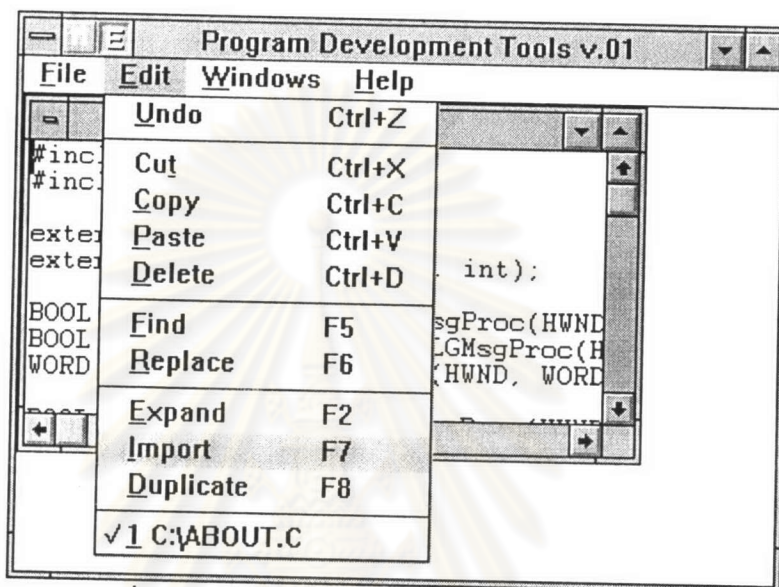 Program Development Tools v.01
File Edit Windows Help
Undo Ctrl+Z
Cut Ctrl+X
Copy Ctrl+C
Paste Ctrl+V
Delete Ctrl+D
Find F5
Replace F6
Expand F2
Import F7
Duplicate F8
√ 1 C:\ABOUT.C
#incl
#incl
exter
exter int);
BOOL sgProc(HWND
BOOL LGMsgProc(H
WORD (HWND, WORD